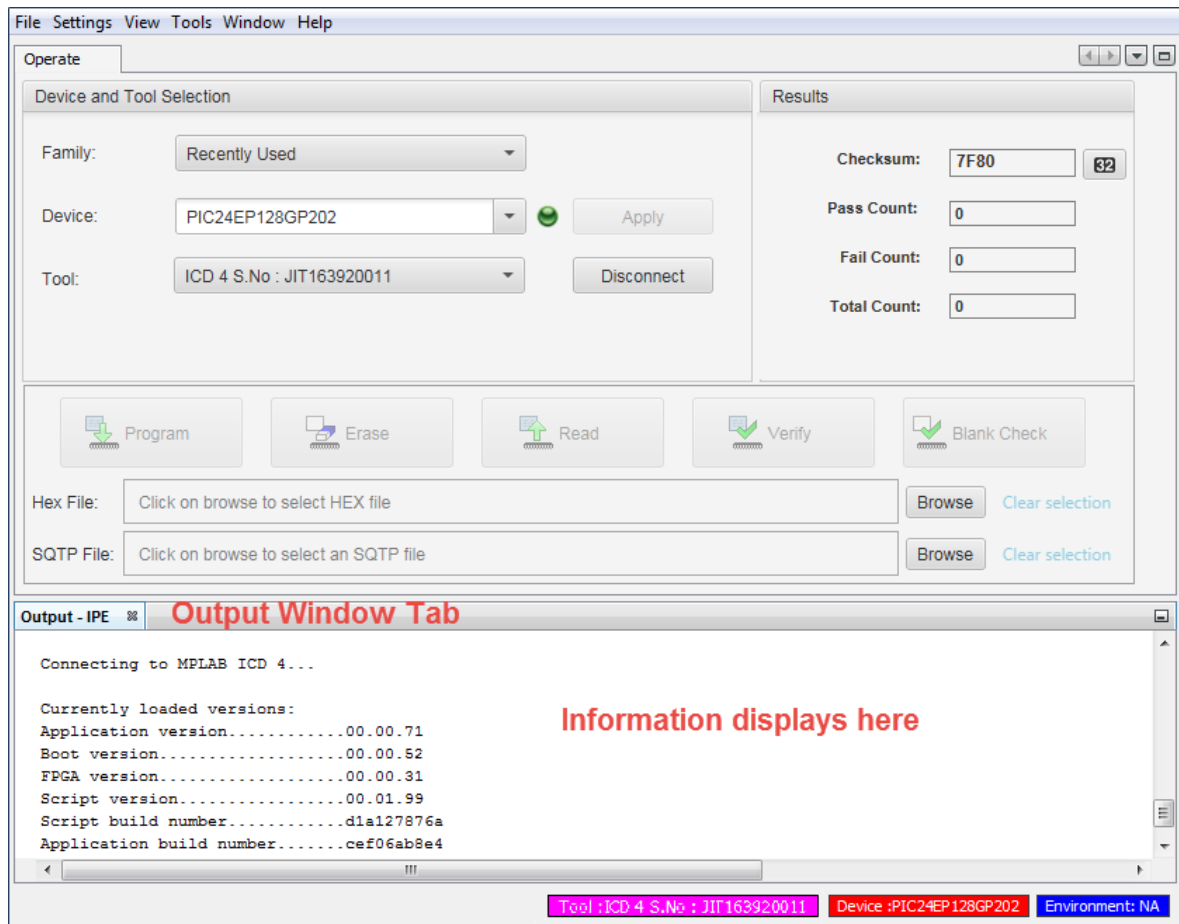 File Settings View Tools Window Help
Operate
Device and Tool Selection
Results
Family:
Recently Used
Checksum:
7F80
32
Device:
PIC24EP128GP202
Apply
Pass Count:
0
Tool:
ICD 4 S.No : JIT163920011
Disconnect
Fail Count:
0
Total Count:
0
Program
Erase
Read
Verify
Blank Check
Hex File:
Click on browse to select HEX file
Browse
Clear selection
SQTP File:
Click on browse to select an SQTP file
Browse
Clear selection
Output - IPE
Output Window Tab
Connecting to MPLAB ICD 4...
Information displays here
Currently loaded versions:
Application version............00.00.71
Boot version...................00.00.52
FPGA version...................00.00.31
Script version.................00.01.99
Script build number............d1a127876a
Application build number.......cef06ab8e4
Tool :ICD 4 S.No : JIT163920011
Device :PIC24EP128GP202
Environment: NA